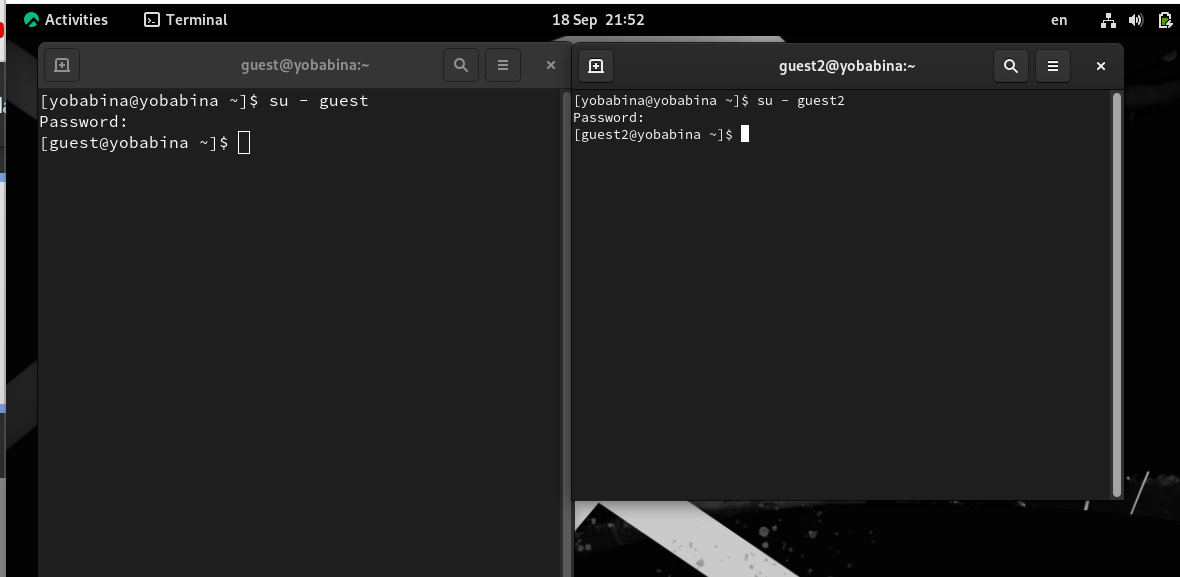 Activities
Terminal
18 Sep 21:52
en
guest@yobabina:~
[yobabina@yobabina ~]$ su - guest
Password:
[guest@yobabina ~]$
guest2@yobabina:~
[yobabina@yobabina ~]$ su - guest2
Password:
[guest2@yobabina ~]$